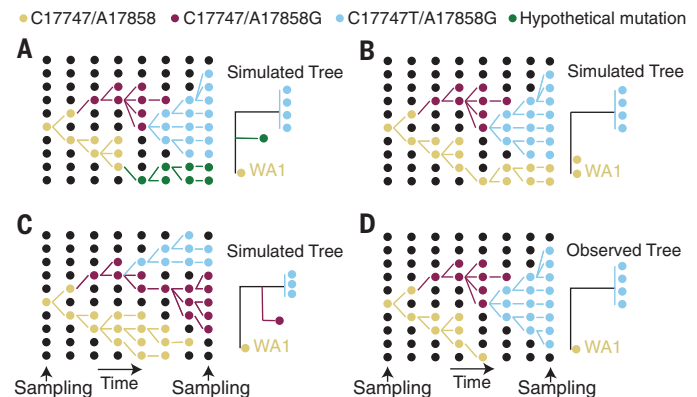 C17747/A17858 C17747/A17858G C17747T/A17858G Hypothetical mutation
A B
Simulated Tree Simulated Tree
WA1 WA1
C D
Simulated Tree Observed Tree
WA1 WA1
Sampling Time Sampling Sampling Time Sampling